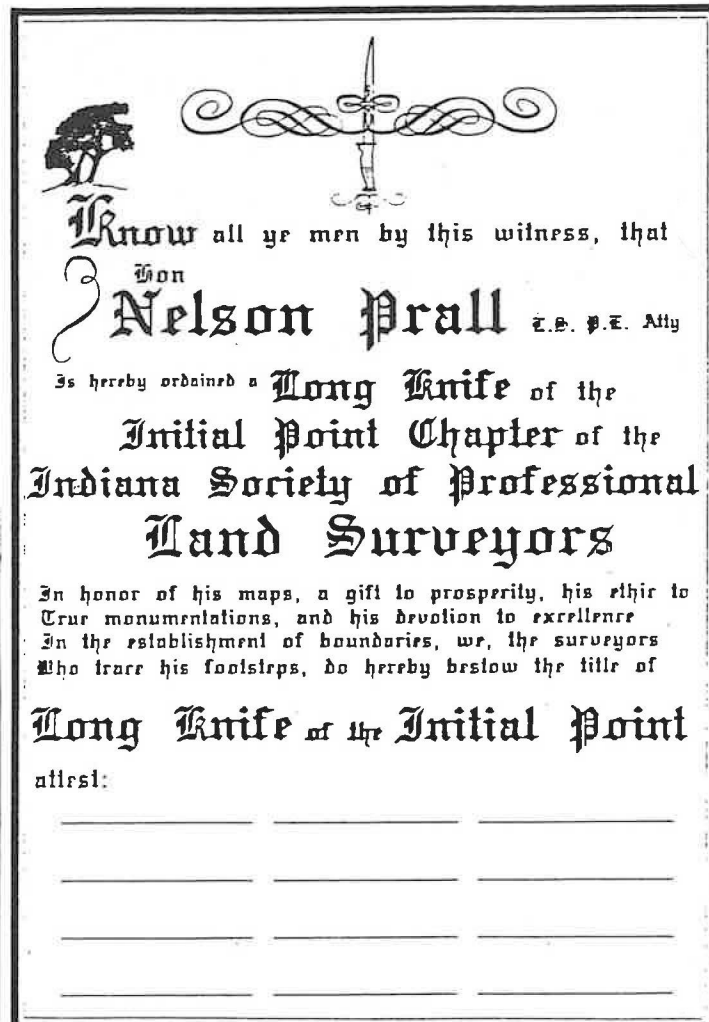 Know all ye men by this witness, that
Hon
Nelson Prall L.S. P.E. Atty
Is hereby ordained a Long Knife of the
Initial Point Chapter of the
Indiana Society of Professional
Land Surveyors
In honor of his maps, a gift to prosperity, his ethic to
True monumentations, and his devotion to excellence
In the establishment of boundaries, we, the surveyors
Who trace his footsteps, do hereby bestow the title of
Long Knife of the Initial Point
attest: